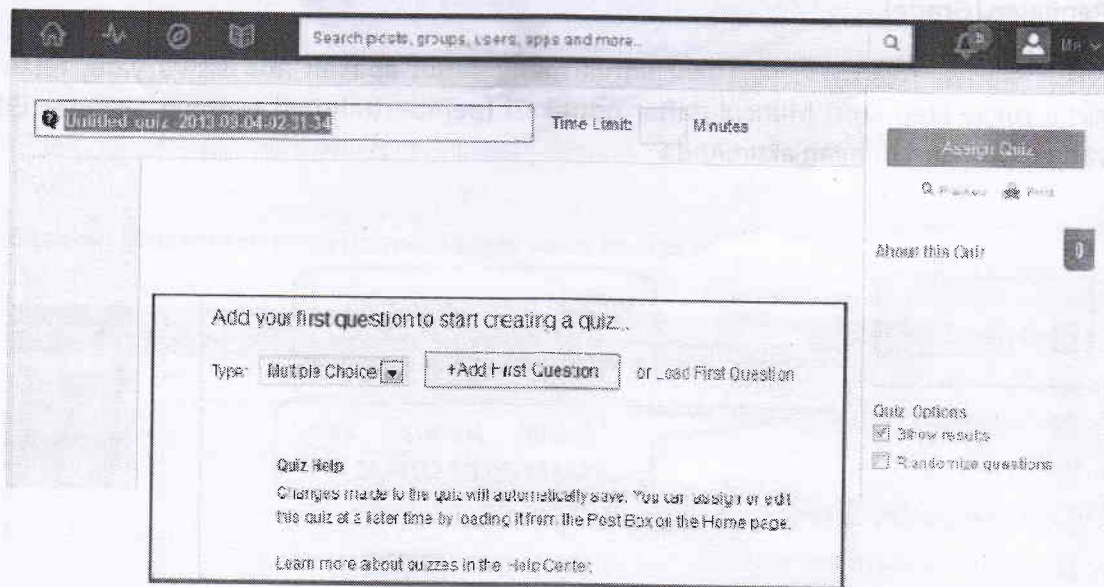 Search posts, groups, users, apps and more..
Me
Untitled quiz 2013-09-04-02-31-34
Time Limit: Minutes
Assign Quiz
Preview Print
About this Quiz
0
Add your first question to start creating a quiz...
Type: Multiple Choice +Add First Question or Load First Question
Quiz Options
Show results
Randomize questions
Quiz Help
Changes made to the quiz will automatically save. You can assign or edit
this quiz at a later time by loading it from the Post Box on the Home page.
Learn more about quizzes in the Help Center.